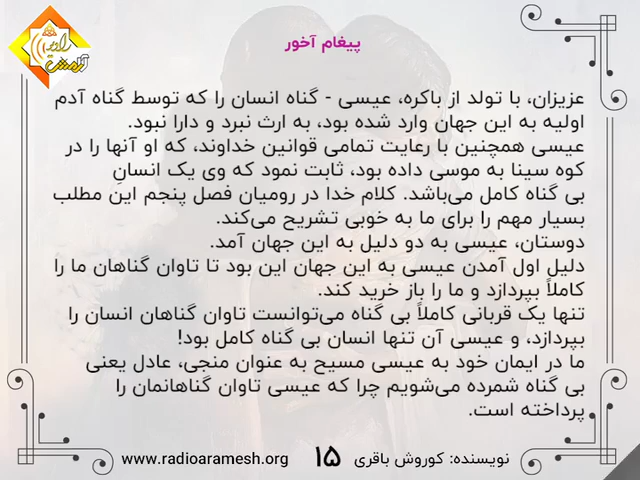 پیغام آخور
عزیزان، با تولد از باکره، عیسی - گناه انسان را که توسط گناه آدم
اولیه به این جهان وارد شده بود، به ارث نبرد و دارا نبود.
عیسی همچنین با رعایت تمامی قوانین خداوند، که او آنها را در
کوه سینا به موسی داده بود، ثابت نمود که وی یک انسانِ
بی گناه کامل می‌باشد. کلام خدا در رومیان فصل پنجم این مطلب
بسیار مهم را برای ما به خوبی تشریح می‌کند.
دوستان، عیسی به دو دلیل به این جهان آمد.
دلیل اول آمدن عیسی به این جهان این بود تا تاوان گناهان ما را
کاملاً بپردازد و ما را باز خرید کند.
تنها یک قربانی کاملاً بی گناه می‌توانست تاوان گناهان انسان را
بپردازد، و عیسی آن تنها انسان بی گناه کامل بود!
ما در ایمان خود به عیسی مسیح به عنوان منجی، عادل یعنی
بی گناه شمرده می‌شویم چرا که عیسی تاوان گناهانمان را
پرداخته است.
نویسنده: کوروش باقری ۱۵ www.radioaramesh.org